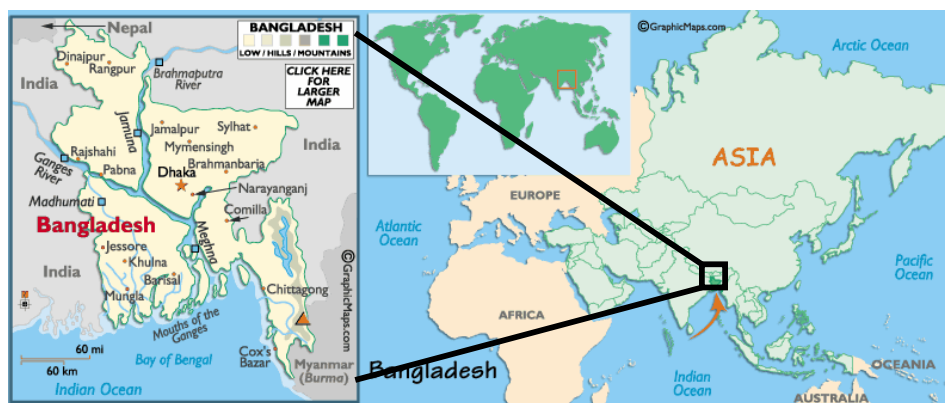 Nepal
BANGLADESH
LOW / HILLS / MOUNTAINS
CLICK HERE
FOR
LARGER
MAP
Dinajpur
Rangpur
India
Brahmaputra
River
Jamuna
Jamalpur
Sylhat
Mymensingh
India
Ganges
River
Rajshahi
Pabna
Brahmanbaria
Dhaka
Narayanganj
Madhumati
Comilla
Bangladesh
Meghna
Jessore
Khulna
India
Barisal
Mungla
Chittagong
Mouths of the
Ganges
60 mi
60 km
Bay of Bengal
Cox's
Bazar
Myanmar
(Burma)
Indian Ocean
©GraphicMaps.com
©GraphicMaps.com
©GraphicMaps.com
Arctic Ocean
ASIA
EUROPE
Atlantic
Ocean
Pacific
Ocean
AFRICA
Bangladesh
Indian
Ocean
OCEANIA
AUSTRALIA